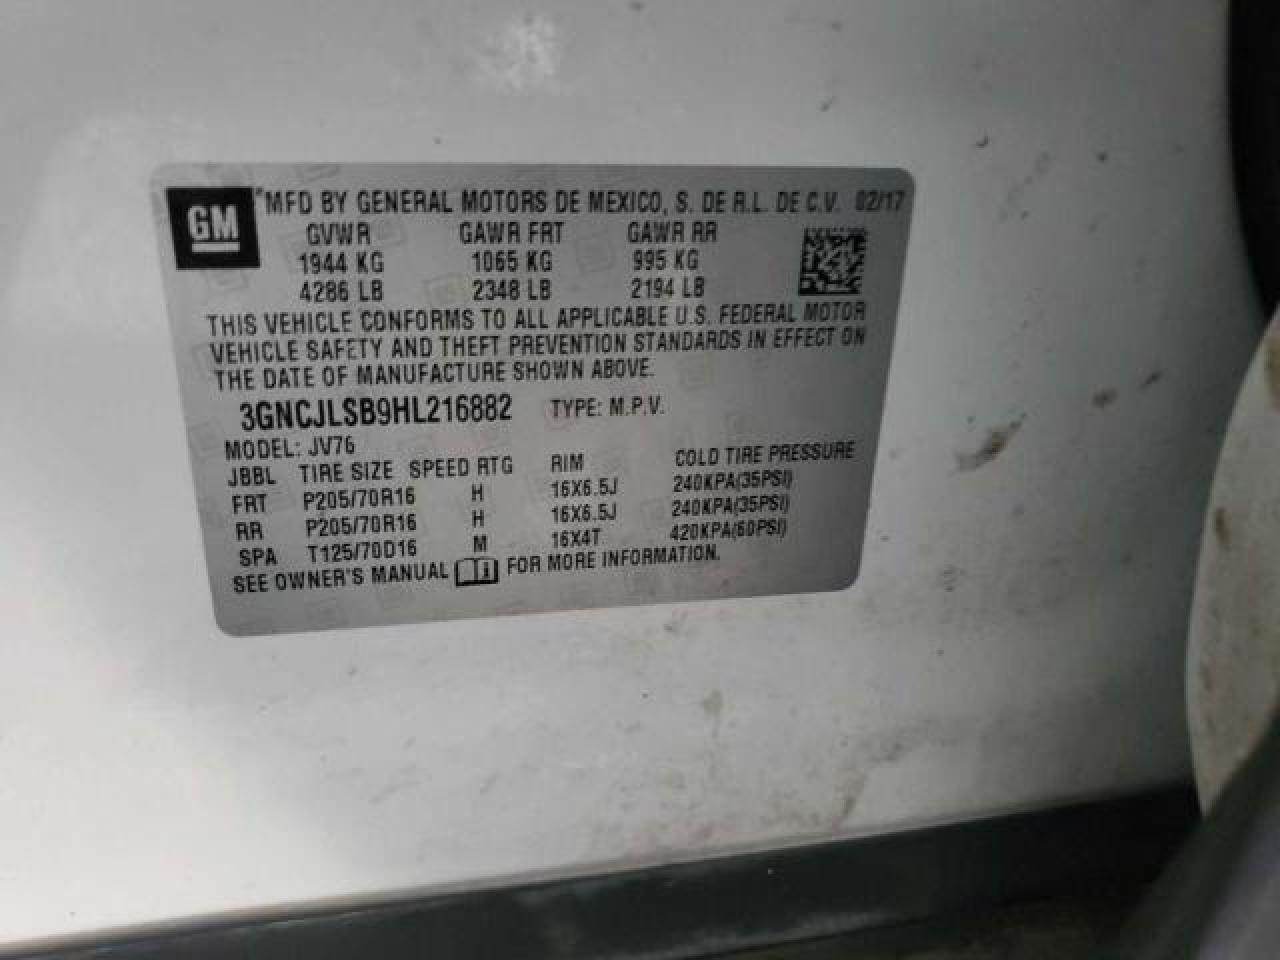 GM
®MFD BY GENERAL MOTORS DE MEXICO, S. DE R.L. DE C.V. 02/17
GVWR GAWR FRT GAWR RR
1944 KG 1065 KG 995 KG
4286 LB 2348 LB 2194 LB
THIS VEHICLE CONFORMS TO ALL APPLICABLE U.S. FEDERAL MOTOR
VEHICLE SAFETY AND THEFT PREVENTION STANDARDS IN EFFECT ON
THE DATE OF MANUFACTURE SHOWN ABOVE.
3GNCJLSB9HL216882 TYPE: M.P.V.
MODEL: JV76
JBBL TIRE SIZE SPEED RTG RIM COLD TIRE PRESSURE
FRT P205/70R16 H 16X6.5J 240KPA(35PSI)
RR P205/70R16 H 16X6.5J 240KPA(35PSI)
SPA T125/70D16 M 16X4T 420KPA(60PSI)
SEE OWNER'S MANUAL FOR MORE INFORMATION.